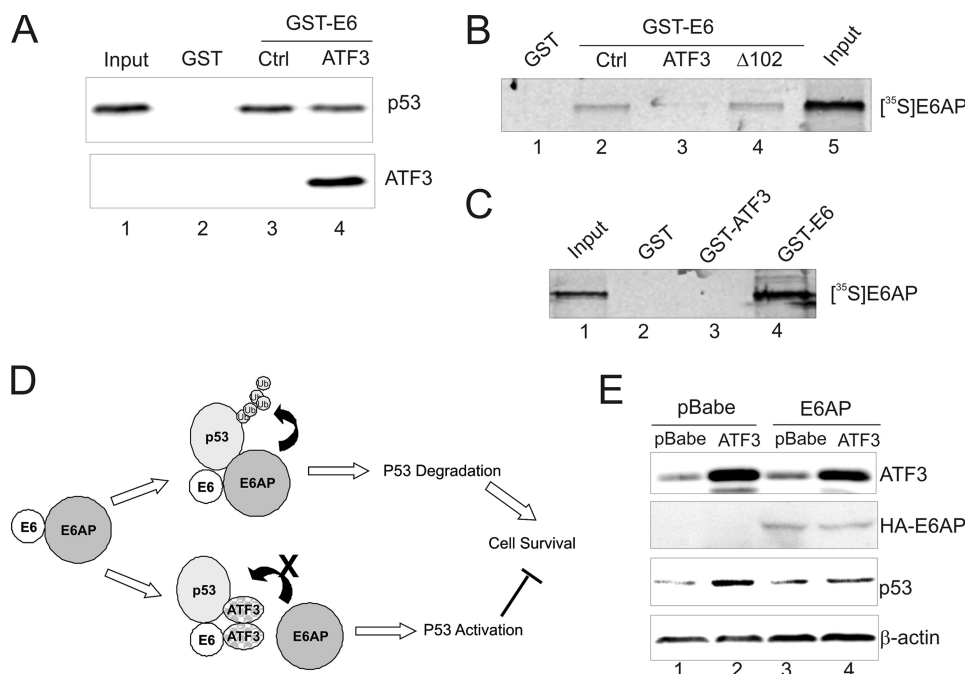 A
GST-E6
Input GST Ctrl ATF3
p53
ATF3
1 2 3 4
B
GST-E6
GST Ctrl ATF3 Δ102 Input
[³⁵S]E6AP
1 2 3 4 5
C
Input GST GST-ATF3 GST-E6
[³⁵S]E6AP
1 2 3 4
D
Ub Ub Ub Ub Ub
p53
E6 E6AP
P53 Degradation
E6 E6AP
Cell Survival
X
p53
ATF3
E6 ATF3 E6AP
P53 Activation
E
pBabe E6AP
pBabe ATF3 pBabe ATF3
ATF3
HA-E6AP
p53
β-actin
1 2 3 4